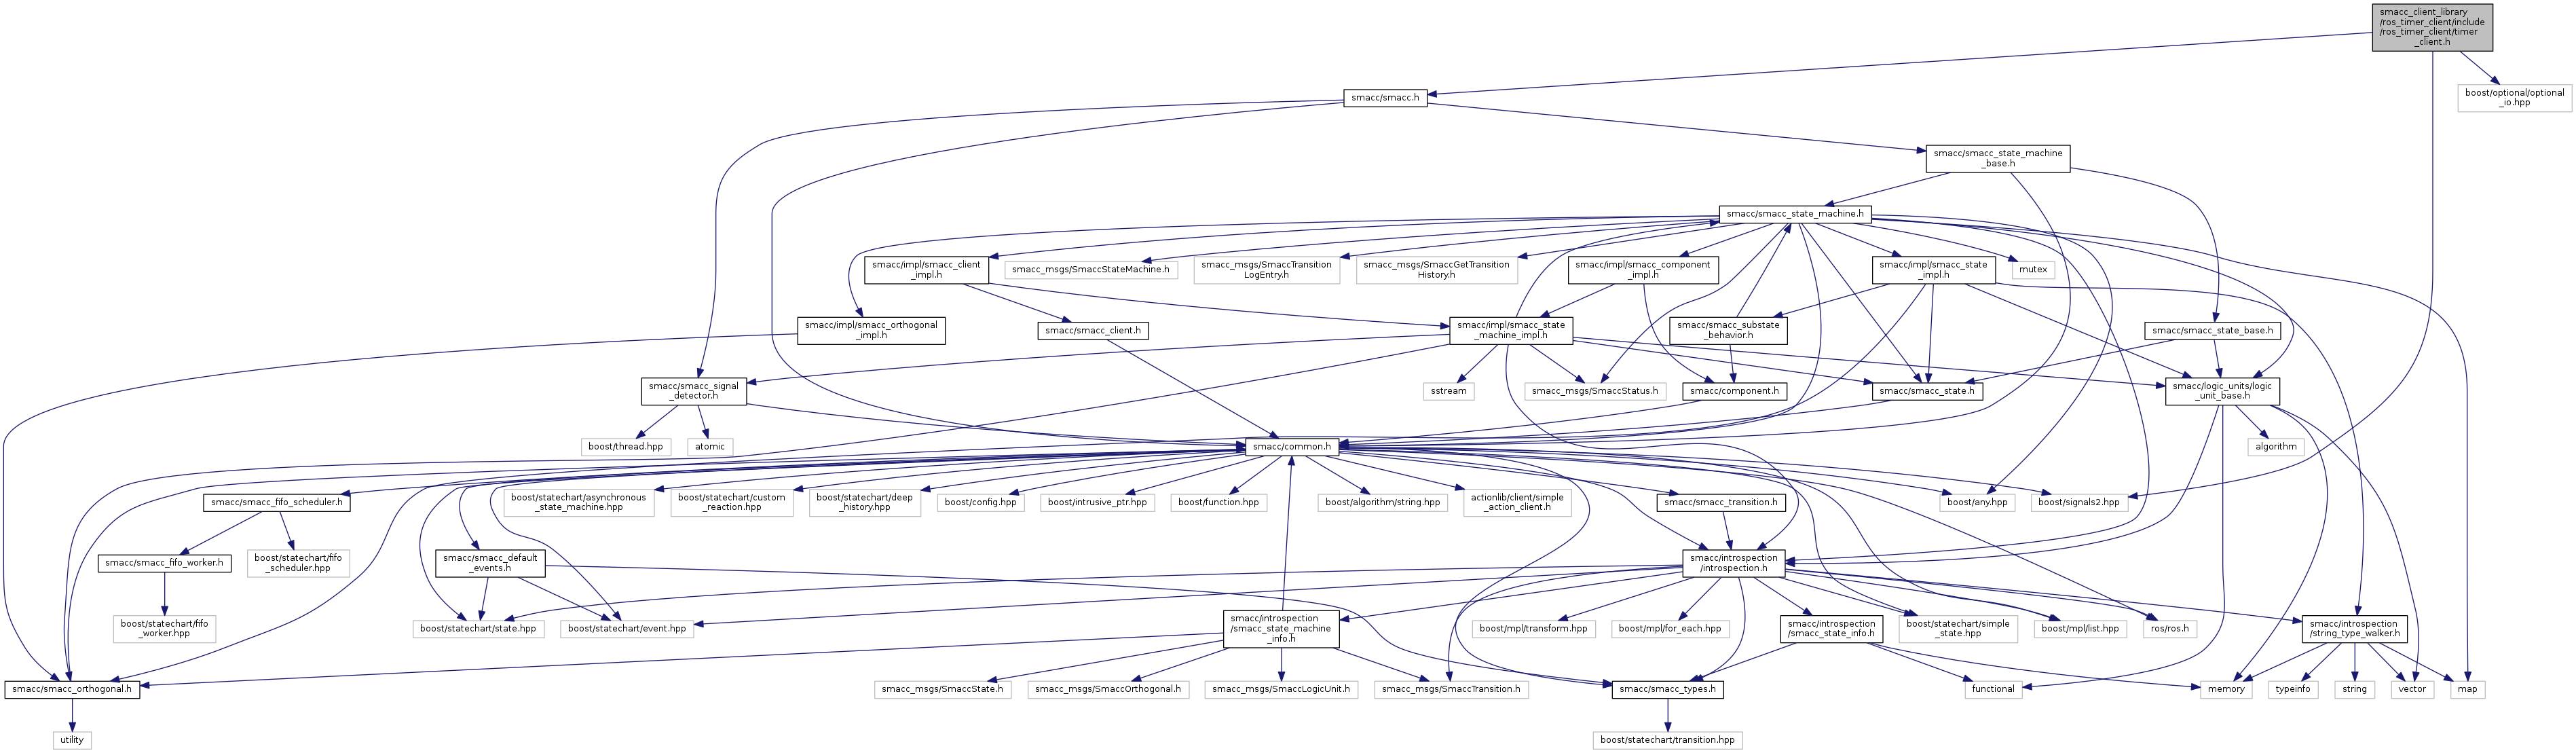 smacc_client_library
/ros_timer_client/include
/ros_timer_client/timer
_client.h
boost/optional/optional
_io.hpp
smacc/smacc.h
smacc/smacc_state_machine
_base.h
smacc/smacc_state_machine.h
smacc/impl/smacc_client
_impl.h
smacc_msgs/SmaccStateMachine.h
smacc_msgs/SmaccTransition
LogEntry.h
smacc_msgs/SmaccGetTransition
History.h
smacc/impl/smacc_component
_impl.h
smacc/impl/smacc_state
_impl.h
mutex
smacc/impl/smacc_orthogonal
_impl.h
smacc/smacc_client.h
smacc/impl/smacc_state
_machine_impl.h
smacc/smacc_substate
_behavior.h
smacc/smacc_state_base.h
smacc/smacc_signal
_detector.h
sstream
smacc_msgs/SmaccStatus.h
smacc/component.h
smacc/smacc_state.h
smacc/logic_units/logic
_unit_base.h
boost/thread.hpp
atomic
smacc/common.h
algorithm
smacc/smacc_fifo_scheduler.h
boost/statechart/asynchronous
_state_machine.hpp
boost/statechart/custom
_reaction.hpp
boost/statechart/deep
_history.hpp
boost/config.hpp
boost/intrusive_ptr.hpp
boost/function.hpp
boost/algorithm/string.hpp
actionlib/client/simple
_action_client.h
smacc/smacc_transition.h
boost/any.hpp
boost/signals2.hpp
smacc/smacc_fifo_worker.h
boost/statechart/fifo
_scheduler.hpp
smacc/smacc_default
_events.h
smacc/introspection
/introspection.h
boost/statechart/fifo
_worker.hpp
boost/statechart/state.hpp
boost/statechart/event.hpp
smacc/introspection
/smacc_state_machine
_info.h
boost/mpl/transform.hpp
boost/mpl/for_each.hpp
smacc/introspection
/smacc_state_info.h
boost/statechart/simple
_state.hpp
boost/mpl/list.hpp
ros/ros.h
smacc/introspection
/string_type_walker.h
smacc/smacc_orthogonal.h
smacc_msgs/SmaccState.h
smacc_msgs/SmaccOrthogonal.h
smacc_msgs/SmaccLogicUnit.h
smacc_msgs/SmaccTransition.h
smacc/smacc_types.h
functional
memory
typeinfo
string
vector
map
utility
boost/statechart/transition.hpp